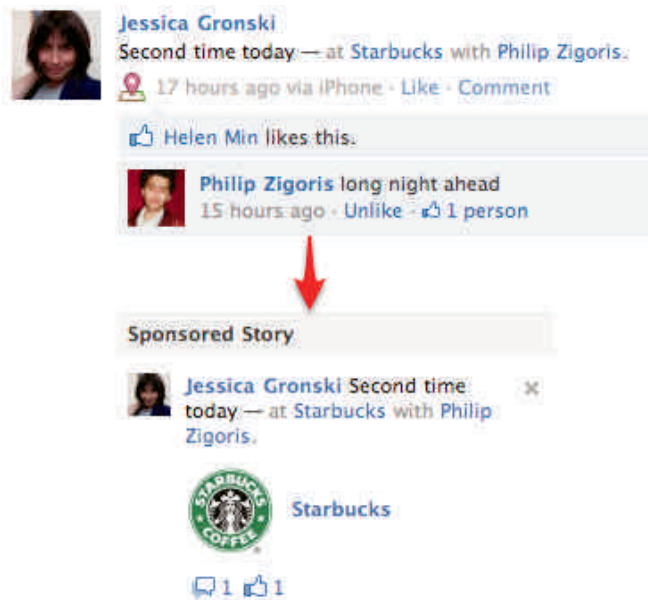 Jessica Gronski
Second time today — at Starbucks with Philip Zigoris.
17 hours ago via iPhone · Like · Comment
Helen Min likes this.
Philip Zigoris long night ahead
15 hours ago · Unlike · 1 person
Sponsored Story
Jessica Gronski Second time
today — at Starbucks with Philip
Zigoris.
STARBUCKS
COFFEE
Starbucks
1 1